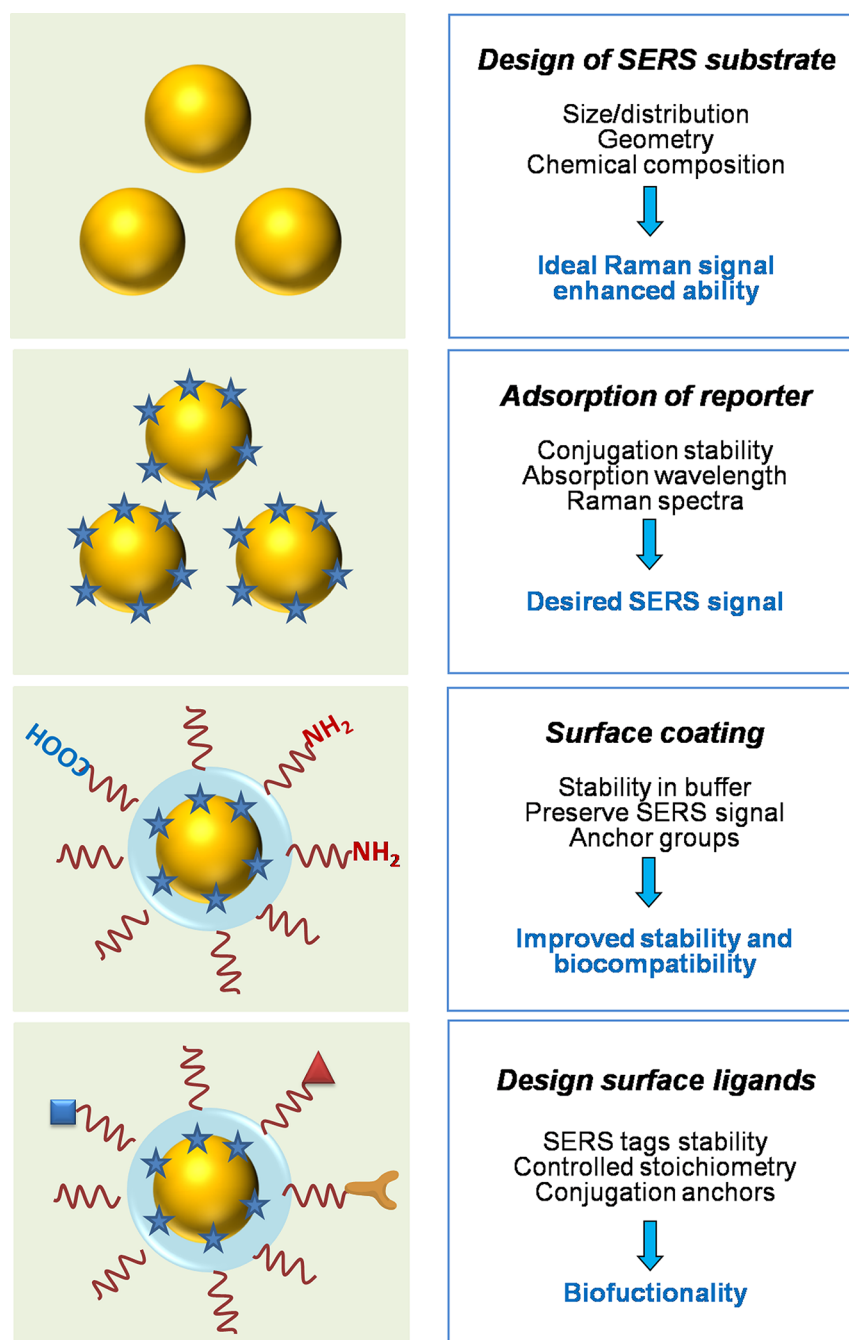 Design of SERS substrate
Size/distribution
Geometry
Chemical composition
Ideal Raman signal
enhanced ability
Adsorption of reporter
Conjugation stability
Absorption wavelength
Raman spectra
Desired SERS signal
COOH
NH₂
NH₂
Surface coating
Stability in buffer
Preserve SERS signal
Anchor groups
Improved stability and
biocompatibility
Design surface ligands
SERS tags stability
Controlled stoichiometry
Conjugation anchors
Biofuctionality